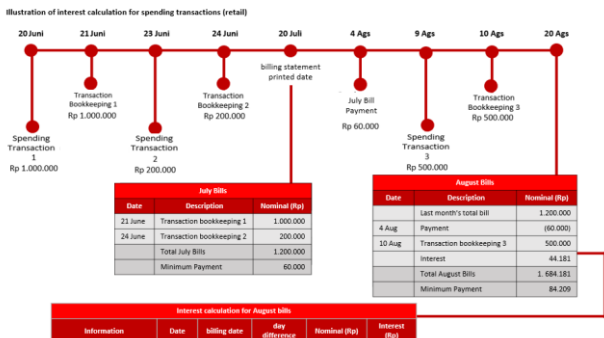 Illustration of interest calculation for spending transactions (retail)
20 Juni 21 Juni 23 Juni 24 Juni 20 Juli 4 Ags 9 Ags 10 Ags 20 Ags
billing statement
printed date
Transaction
Bookkeeping 1
Rp 1.000.000
Transaction
Bookkeeping 2
Rp 200.000
July Bill
Payment
Rp 60.000
Transaction
Bookkeeping 3
Rp 500.000
Spending
Transaction
1
Rp 1.000.000
Spending
Transaction
2
Rp 200.000
Spending
Transaction
3
Rp 500.000
July Bills
Date Description Nominal (Rp)
21 June Transaction bookkeeping 1 1.000.000
24 June Transaction bookkeeping 2 200.000
Total July Bills 1.200.000
Minimum Payment 60.000
August Bills
Date Description Nominal (Rp)
Last month's total bill 1.200.000
4 Aug Payment (60.000)
10 Aug Transaction bookkeeping 3 500.000
Interest 44.181
Total August Bills 1. 684.181
Minimum Payment 84.209
Interest calculation for August bills
Information Date billing date day difference Nominal (Rp) Interest (Rp)